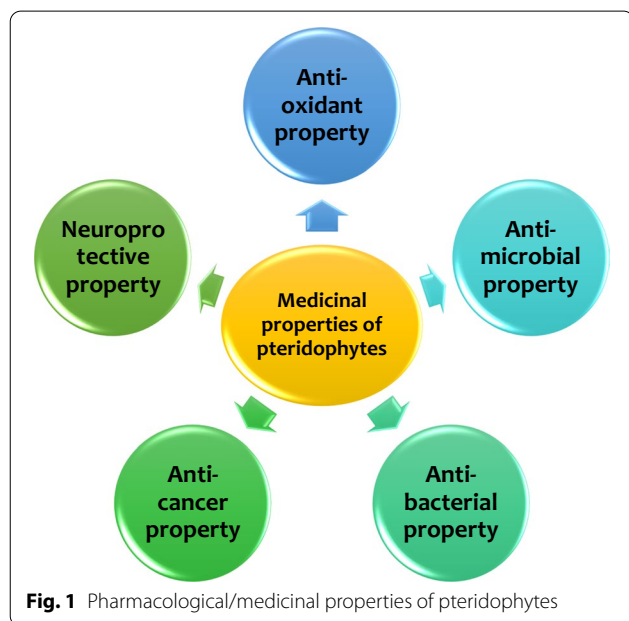 Anti-
oxidant
property
Neuropro
tective
property
Anti-
microbial
property
Medicinal
properties of
pteridophytes
Anti-
cancer
property
Anti-
bacterial
property
Fig. 1 Pharmacological/medicinal properties of pteridophytes